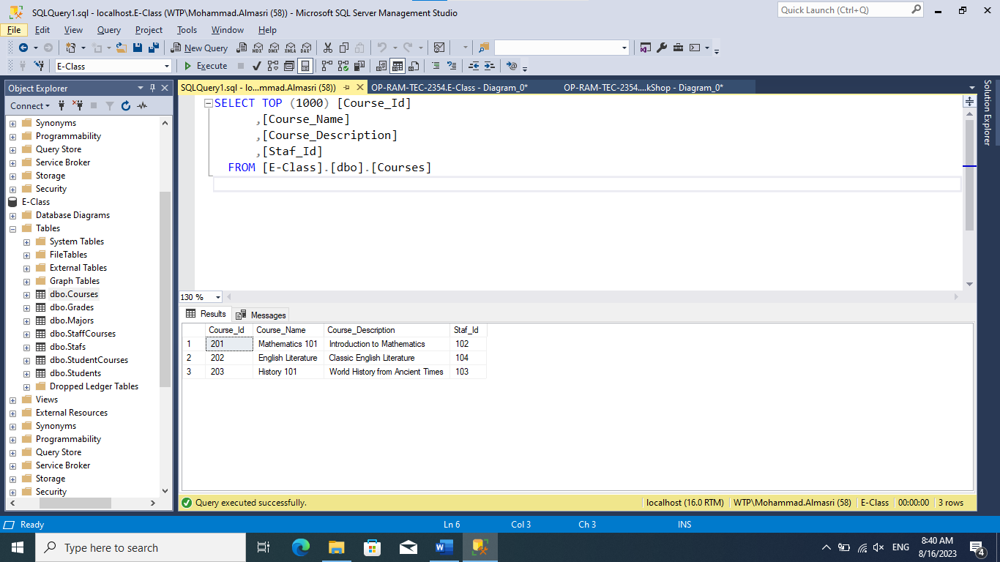 SQLQuery1.sql - localhost.E-Class (WTP\Mohammad.Almasri (58)) - Microsoft SQL Server Management Studio
Quick Launch (Ctrl+Q)
File Edit View Query Project Tools Window Help
New Query MDX DMX XMLA DAX
E-Class Execute
Object Explorer
Connect
Synonyms
Programmability
Query Store
Service Broker
Storage
Security
E-Class
Database Diagrams
Tables
System Tables
FileTables
External Tables
Graph Tables
dbo.Courses
dbo.Grades
dbo.Majors
dbo.StaffCourses
dbo.Stafs
dbo.StudentCourses
dbo.Students
Dropped Ledger Tables
Views
External Resources
Synonyms
Programmability
Query Store
Service Broker
Storage
Security
SQLQuery1.sql - lo...mmad.Almasri (58)) OP-RAM-TEC-2354.E-Class - Diagram_0* OP-RAM-TEC-2354....kShop - Diagram_0*
SELECT TOP (1000) [Course_Id]
,[Course_Name]
,[Course_Description]
,[Staf_Id]
FROM [E-Class].[dbo].[Courses]
Solution Explorer
130 %
Results Messages
Course_Id Course_Name Course_Description Staf_Id
1 201 Mathematics 101 Introduction to Mathematics 102
2 202 English Literature Classic English Literature 104
3 203 History 101 World History from Ancient Times 103
Query executed successfully. localhost (16.0 RTM) WTP\Mohammad.Almasri (58) E-Class 00:00:00 3 rows
Ready Ln 6 Col 3 Ch 3 INS
Type here to search
ENG
8:40 AM
8/16/2023
4